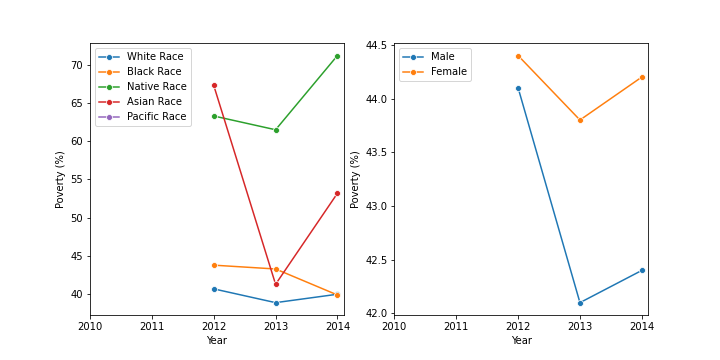 70
65
60
55
50
45
40
Poverty (%)
2010 2011 2012 2013 2014
Year
White Race
Black Race
Native Race
Asian Race
Pacific Race
44.5
44.0
43.5
43.0
42.5
42.0
Poverty (%)
2010 2011 2012 2013 2014
Year
Male
Female